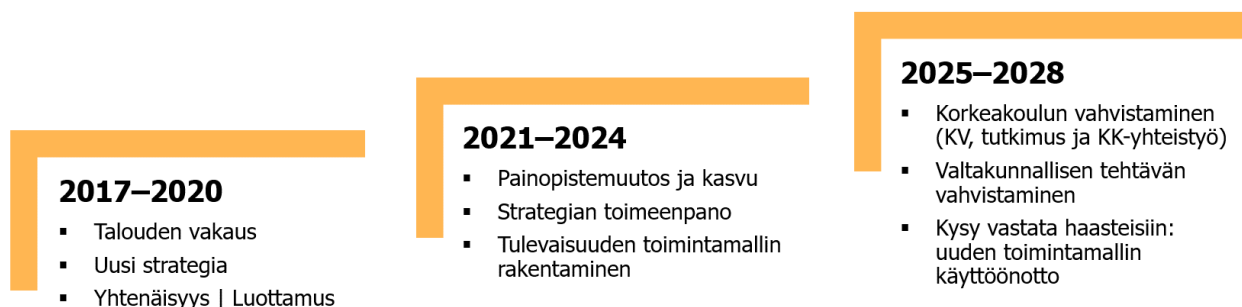 2017–2020
▪ Talouden vakaus
▪ Uusi strategia
▪ Yhtenäisyys | Luottamus
2021–2024
▪ Painopistemuutos ja kasvu
▪ Strategian toimeenpano
▪ Tulevaisuuden toimintamallin
rakentaminen
2025–2028
▪ Korkeakoulun vahvistaminen
(KV, tutkimus ja KK-yhteistyö)
▪ Valtakunnallisen tehtävän
vahvistaminen
▪ Kysy vastata haasteisiin:
uuden toimintamallin
käyttöönotto